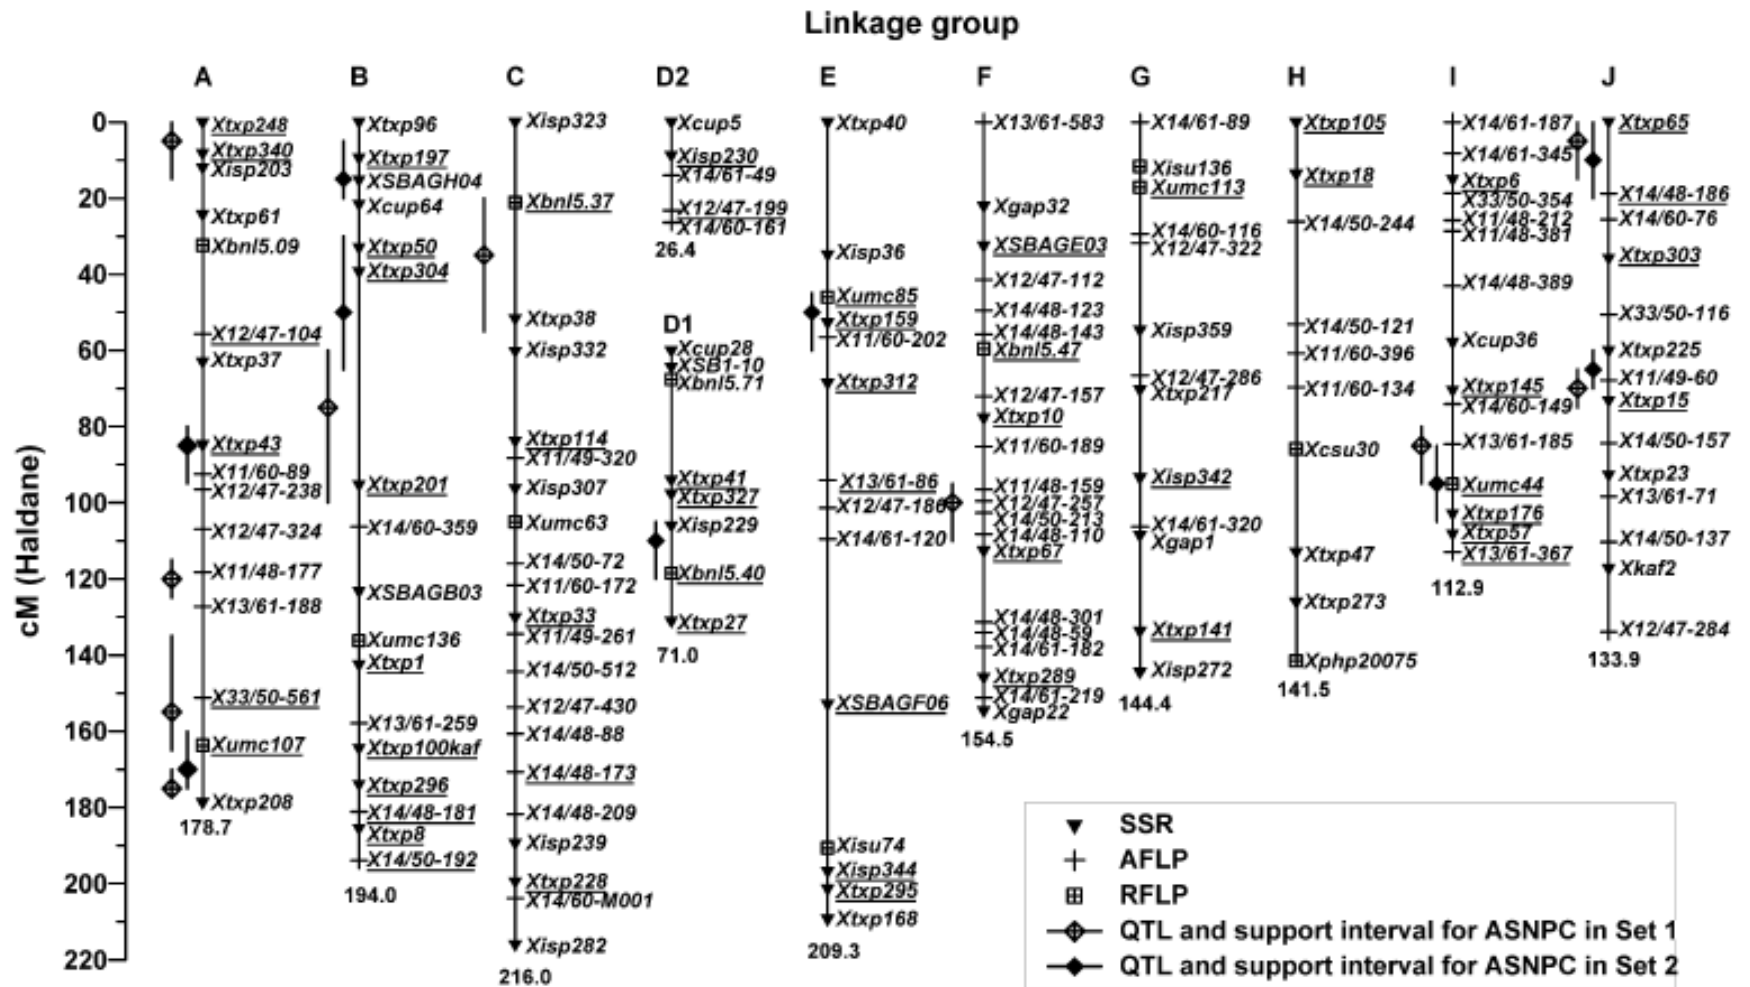 Linkage group
A
B
C
D2
E
F
G
H
I
J
cM (Haldane)
0
20
40
60
80
100
120
140
160
180
200
220
Xtxp248
Xtxp340
Xisp203
Xtxp61
Xbnl5.09
X12/47-104
Xtxp37
Xtxp43
X11/60-89
X12/47-238
X12/47-324
X11/48-177
X13/61-188
X33/50-561
Xumc107
Xtxp208
178.7
Xtxp96
Xtxp197
XSBAGH04
Xcup64
Xtxp50
Xtxp304
Xtxp201
X14/60-359
XSBAGB03
Xumc136
Xtxp1
X13/61-259
Xtxp100kaf
Xtxp296
X14/48-181
Xtxp8
X14/50-192
194.0
Xisp323
Xbnl5.37
Xtxp38
Xisp332
Xtxp114
X11/49-320
Xisp307
Xumc63
X14/50-72
X11/60-172
Xtxp33
X11/49-261
X14/50-512
X12/47-430
X14/48-88
X14/48-173
X14/48-209
Xisp239
Xtxp228
X14/60-M001
Xisp282
216.0
Xcup5
Xisp230
X14/61-49
X12/47-199
X14/60-161
26.4
D1
Xcup28
XSB1-10
Xbnl5.71
Xtxp41
Xtxp327
Xisp229
Xbnl5.40
Xtxp27
71.0
Xtxp40
Xisp36
Xumc85
Xtxp159
X11/60-202
Xtxp312
X13/61-86
X12/47-186
X14/61-120
XSBAGF06
Xisu74
Xisp344
Xtxp295
Xtxp168
209.3
X13/61-583
Xgap32
XSBAGE03
X12/47-112
X14/48-123
X14/48-143
Xbnl5.47
X12/47-157
Xtxp10
X11/60-189
X11/48-159
X12/47-257
X14/50-213
X14/48-110
Xtxp67
X14/48-301
X14/48-59
X14/61-182
Xtxp289
X14/61-219
Xgap22
154.5
X14/61-89
Xisu136
Xumc113
X14/60-116
X12/47-322
Xisp359
X12/47-286
Xtxp217
Xisp342
X14/61-320
Xgap1
Xtxp141
Xisp272
144.4
Xtxp105
Xtxp18
X14/50-244
X14/50-121
X11/60-396
X11/60-134
Xcsu30
Xtxp47
Xtxp273
Xphp20075
141.5
X14/61-187
X14/61-345
Xtxp6
X33/50-354
X11/48-212
X11/48-381
X14/48-389
Xcup36
Xtxp145
X14/60-149
X13/61-185
Xumc44
Xtxp176
Xtxp57
X13/61-367
112.9
Xtxp65
X14/48-186
X14/60-76
Xtxp303
X33/50-116
Xtxp225
X11/49-60
Xtxp15
X14/50-157
Xtxp23
X13/61-71
X14/50-137
Xkaf2
X12/47-284
133.9
SSR
AFLP
RFLP
QTL and support interval for ASNPC in Set 1
QTL and support interval for ASNPC in Set 2